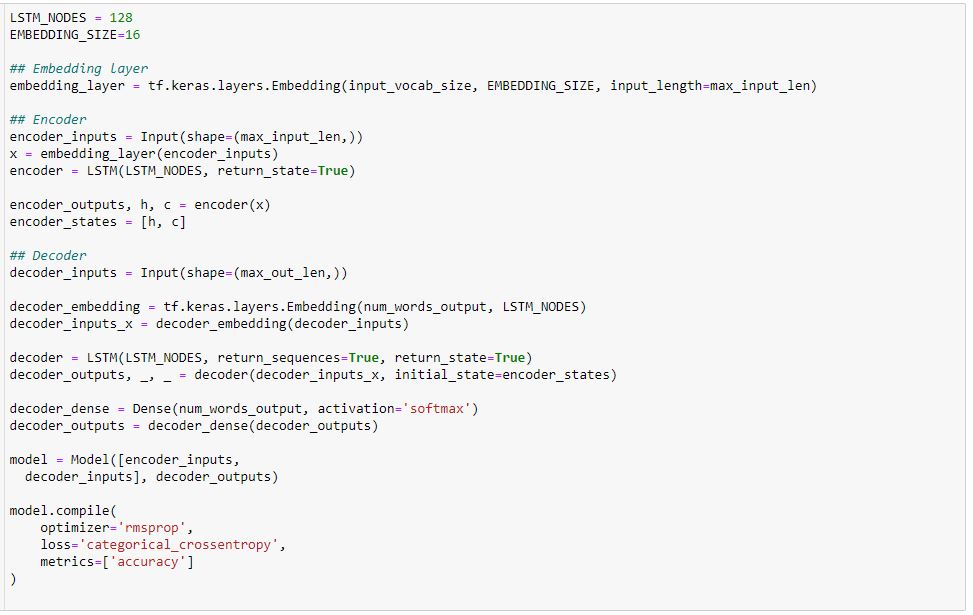 LSTM_NODES = 128
EMBEDDING_SIZE=16
## Embedding layer
embedding_layer = tf.keras.layers.Embedding(input_vocab_size, EMBEDDING_SIZE, input_length=max_input_len)
## Encoder
encoder_inputs = Input(shape=(max_input_len,))
x = embedding_layer(encoder_inputs)
encoder = LSTM(LSTM_NODES, return_state=True)
encoder_outputs, h, c = encoder(x)
encoder_states = [h, c]
## Decoder
decoder_inputs = Input(shape=(max_out_len,))
decoder_embedding = tf.keras.layers.Embedding(num_words_output, LSTM_NODES)
decoder_inputs_x = decoder_embedding(decoder_inputs)
decoder = LSTM(LSTM_NODES, return_sequences=True, return_state=True)
decoder_outputs, _, _ = decoder(decoder_inputs_x, initial_state=encoder_states)
decoder_dense = Dense(num_words_output, activation='softmax')
decoder_outputs = decoder_dense(decoder_outputs)
model = Model([encoder_inputs,
  decoder_inputs], decoder_outputs)
model.compile(
    optimizer='rmsprop',
    loss='categorical_crossentropy',
    metrics=['accuracy']
)